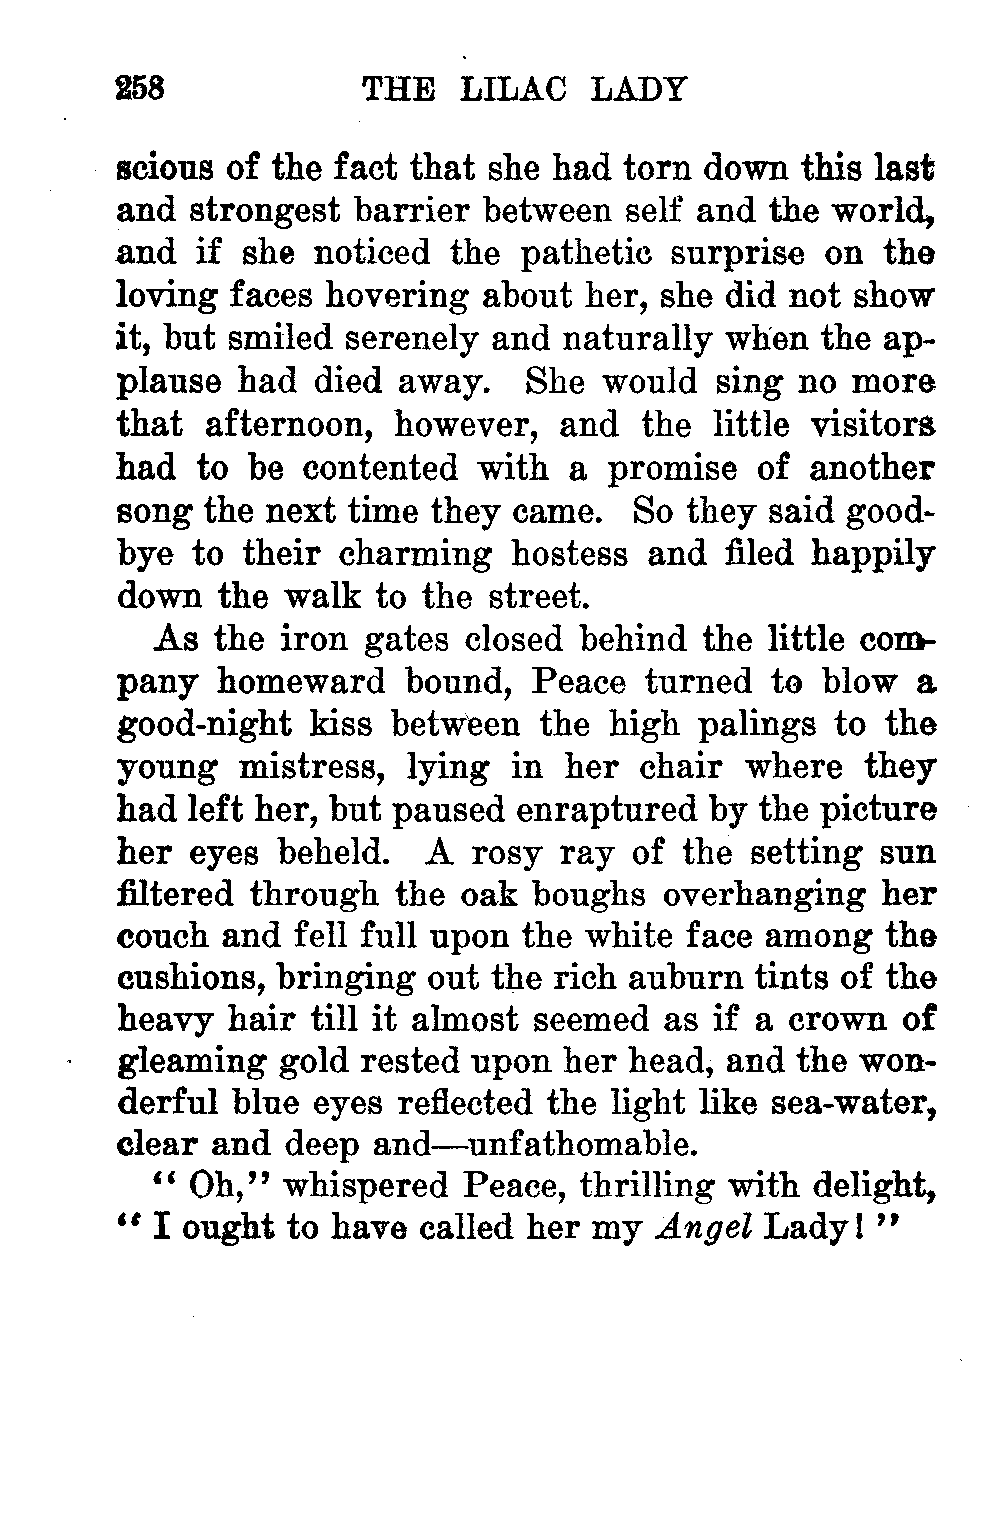 258 THE LILAC LADY
scious of the fact that she had torn down this last
and strongest barrier between self and the world,
and if she noticed the pathetic surprise on the
loving faces hovering about her, she did not show
it, but smiled serenely and naturally when the ap-
plause had died away. She would sing no more
that afternoon, however, and the little visitors
had to be contented with a promise of another
song the next time they came. So they said good-
bye to their charming hostess and filed happily
down the walk to the street.
As the iron gates closed behind the little com-
pany homeward bound, Peace turned to blow a
good-night kiss between the high palings to the
young mistress, lying in her chair where they
had left her, but paused enraptured by the picture
her eyes beheld. A rosy ray of the setting sun
filtered through the oak boughs overhanging her
couch and fell full upon the white face among the
cushions, bringing out the rich auburn tints of the
heavy hair till it almost seemed as if a crown of
gleaming gold rested upon her head, and the won-
derful blue eyes reflected the light like sea-water,
clear and deep and—unfathomable.
“ Oh,” whispered Peace, thrilling with delight,
“ I ought to have called her my Angel Lady! ”